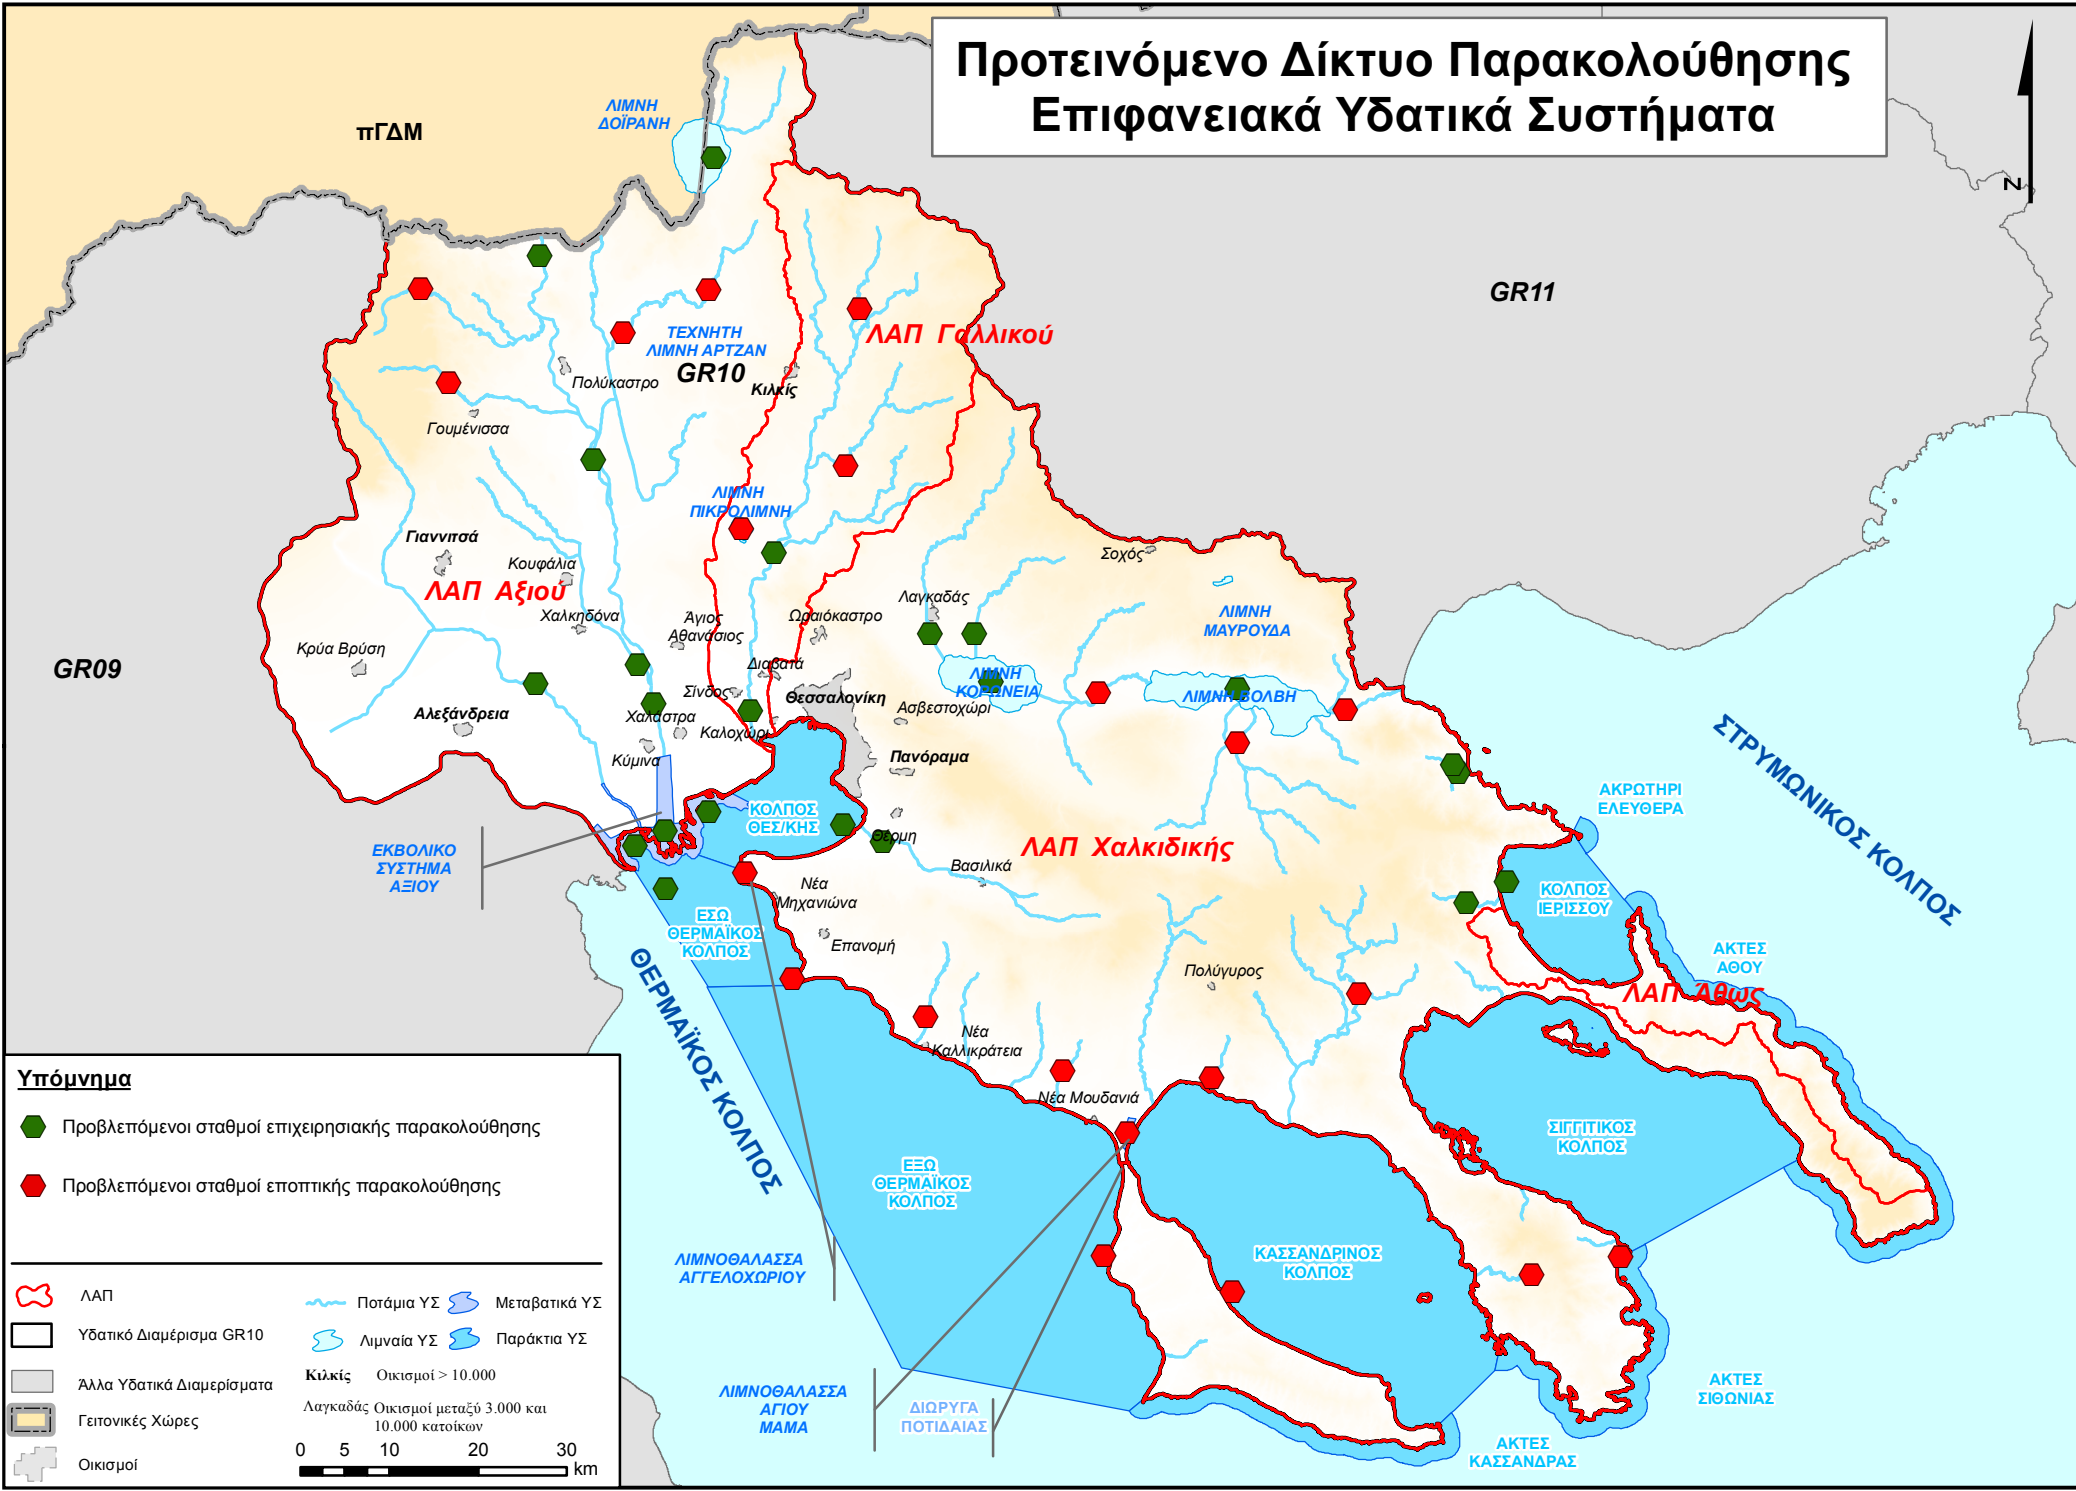 Προτεινόμενο Δίκτυο Παρακολούθησης
Επιφανειακά Υδατικά Συστήματα
N
πΓΔΜ
ΛΙΜΝΗ
ΔΟΪΡΑΝΗ
GR11
ΤΕΧΝΗΤΗ
ΛΙΜΝΗ ΑΡΤΖΑΝ
ΛΑΠ Γαλλικού
GR10
Πολύκαστρο
Κιλκίς
Γουμένισσα
ΛΙΜΝΗ
ΠΙΚΡΟΛΙΜΝΗ
Γιαννιτσά
Κουφάλια
ΛΑΠ Αξιού
Σοχός
Χαλκηδόνα
Άγιος
Αθανάσιος
Ωραιόκαστρο
Λαγκαδάς
ΛΙΜΝΗ
ΜΑΥΡΟΥΔΑ
Κρύα Βρύση
GR09
Διαβατά
ΛΙΜΝΗ
ΚΟΡΩΝΕΙΑ
ΛΙΜΝΗ ΒΟΛΒΗ
Σίνδος
Θεσσαλονίκη
Ασβεστοχώρι
Αλεξάνδρεια
Χαλάστρα
Καλοχώρι
Κύμινα
Πανόραμα
ΣΤΡΥΜΩΝΙΚΟΣ ΚΟΛΠΟΣ
ΑΚΡΩΤΗΡΙ
ΕΛΕΥΘΕΡΑ
ΚΟΛΠΟΣ
ΘΕΣ/ΚΗΣ
Θέρμη
ΛΑΠ Χαλκιδικής
ΕΚΒΟΛΙΚΟ
ΣΥΣΤΗΜΑ
ΑΞΙΟΥ
Βασιλικά
Νέα
Μηχανιώνα
ΚΟΛΠΟΣ
ΙΕΡΙΣΣΟΥ
ΕΣΩ
ΘΕΡΜΑΪΚΟΣ
ΚΟΛΠΟΣ
Επανομή
ΑΚΤΕΣ
ΑΘΟΥ
Πολύγυρος
ΛΑΠ Άθως
ΘΕΡΜΑΪΚΟΣ ΚΟΛΠΟΣ
Νέα
Καλλικράτεια
Νέα Μουδανιά
ΣΙΓΓΙΤΙΚΟΣ
ΚΟΛΠΟΣ
ΕΞΩ
ΘΕΡΜΑΪΚΟΣ
ΚΟΛΠΟΣ
ΚΑΣΣΑΝΔΡΙΝΟΣ
ΚΟΛΠΟΣ
ΛΙΜΝΟΘΑΛΑΣΣΑ
ΑΓΓΕΛΟΧΩΡΙΟΥ
ΛΙΜΝΟΘΑΛΑΣΣΑ
ΑΓΙΟΥ
ΜΑΜΑ
ΔΙΩΡΥΓΑ
ΠΟΤΙΔΑΙΑΣ
ΑΚΤΕΣ
ΣΙΘΩΝΙΑΣ
ΑΚΤΕΣ
ΚΑΣΣΑΝΔΡΑΣ
Υπόμνημα
Προβλεπόμενοι σταθμοί επιχειρησιακής παρακολούθησης
Προβλεπόμενοι σταθμοί εποπτικής παρακολούθησης
ΛΑΠ
Υδατικό Διαμέρισμα GR10
Άλλα Υδατικά Διαμερίσματα
Γειτονικές Χώρες
Οικισμοί
Ποτάμια ΥΣ
Μεταβατικά ΥΣ
Λιμναία ΥΣ
Παράκτια ΥΣ
Κιλκίς Οικισμοί > 10.000
Λαγκαδάς Οικισμοί μεταξύ 3.000 και
10.000 κατοίκων
0 5 10 20 30
km